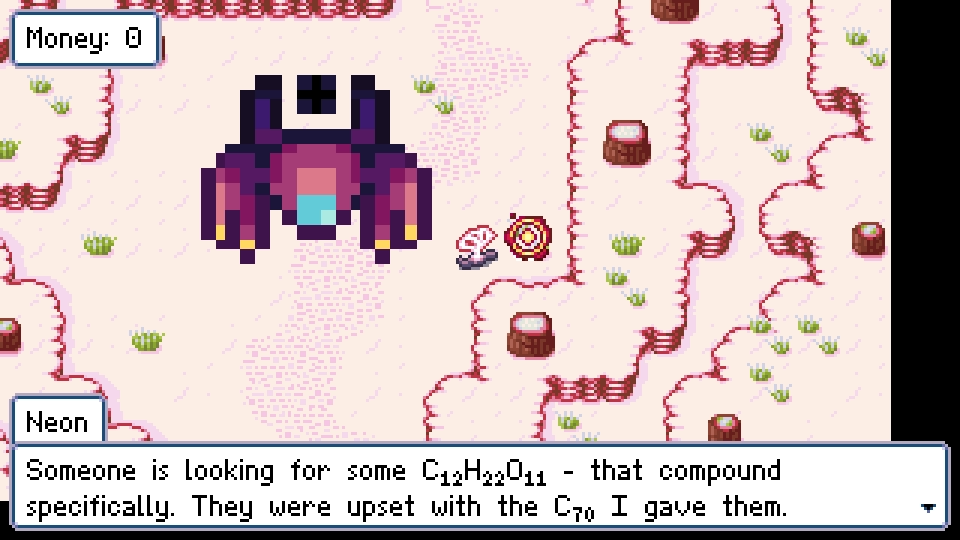 Money: 0
Neon
Someone is looking for some C₁₂H₂₂O₁₁ - that compound
specifically. They were upset with the C₇₀ I gave them.